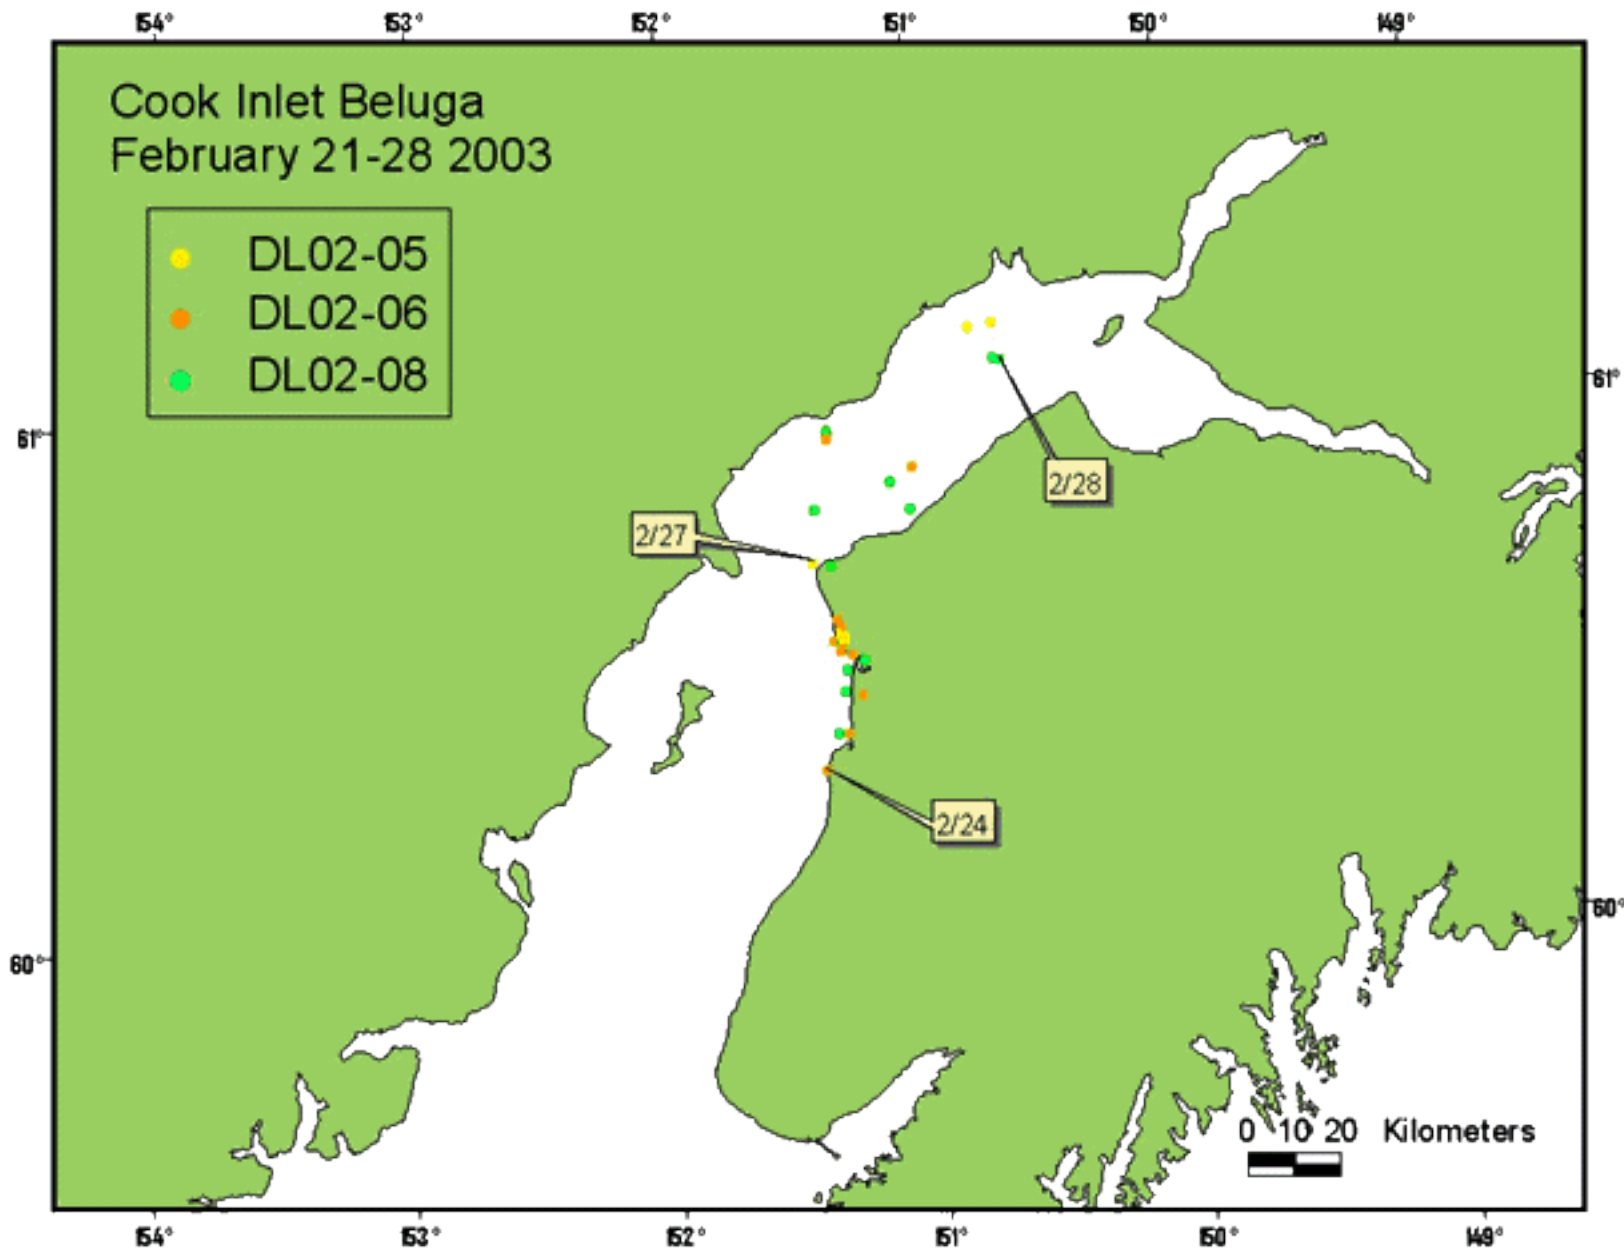 154° 153° 152° 151° 150° 149°
Cook Inlet Beluga
February 21-28 2003
DL02-05
DL02-06
DL02-08
61°
61°
2/28
2/27
2/24
60°
60°
0 10 20 Kilometers
154° 153° 152° 151° 150° 149°